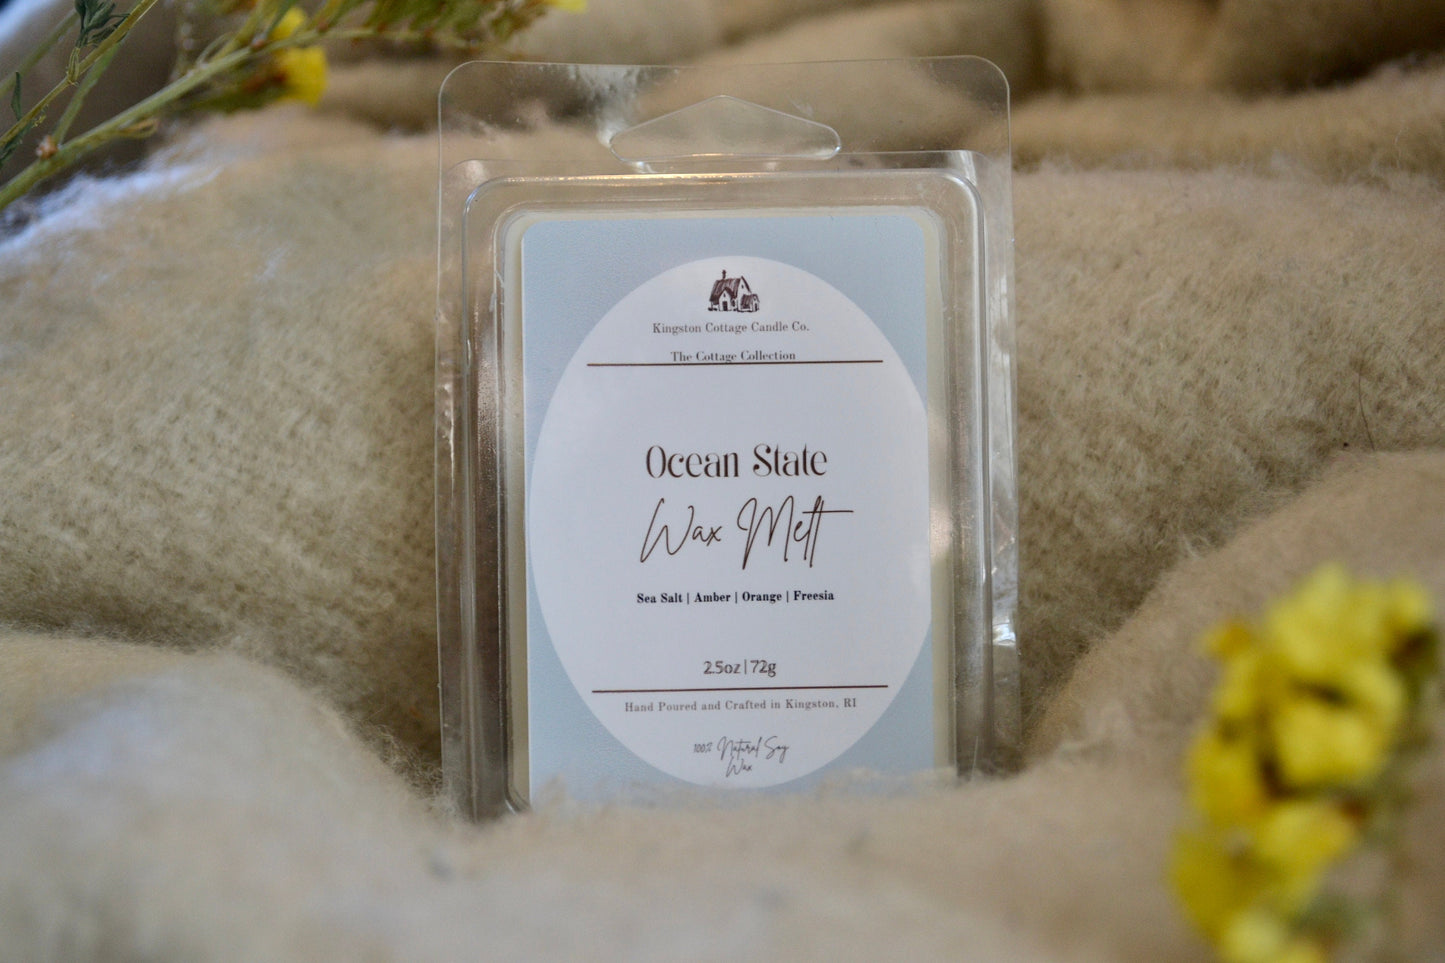 Kingston Cottage Candle Co.
The Cottage Collection
Ocean State
Wax Melt
Sea Salt | Amber | Orange | Freesia
2.5oz | 72g
Hand Poured and Crafted in Kingston, RI
100% Natural Soy
Wax